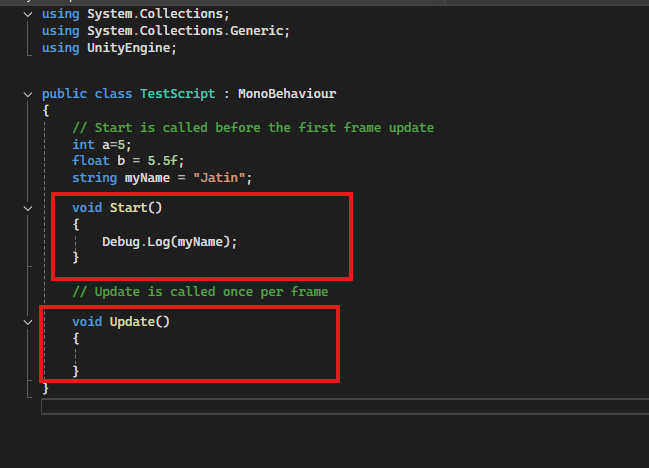 using System.Collections;
using System.Collections.Generic;
using UnityEngine;
public class TestScript : MonoBehaviour
{
// Start is called before the first frame update
int a=5;
float b = 5.5f;
string myName = "Jatin";
void Start()
{
Debug.Log(myName);
}
// Update is called once per frame
void Update()
{
}
}